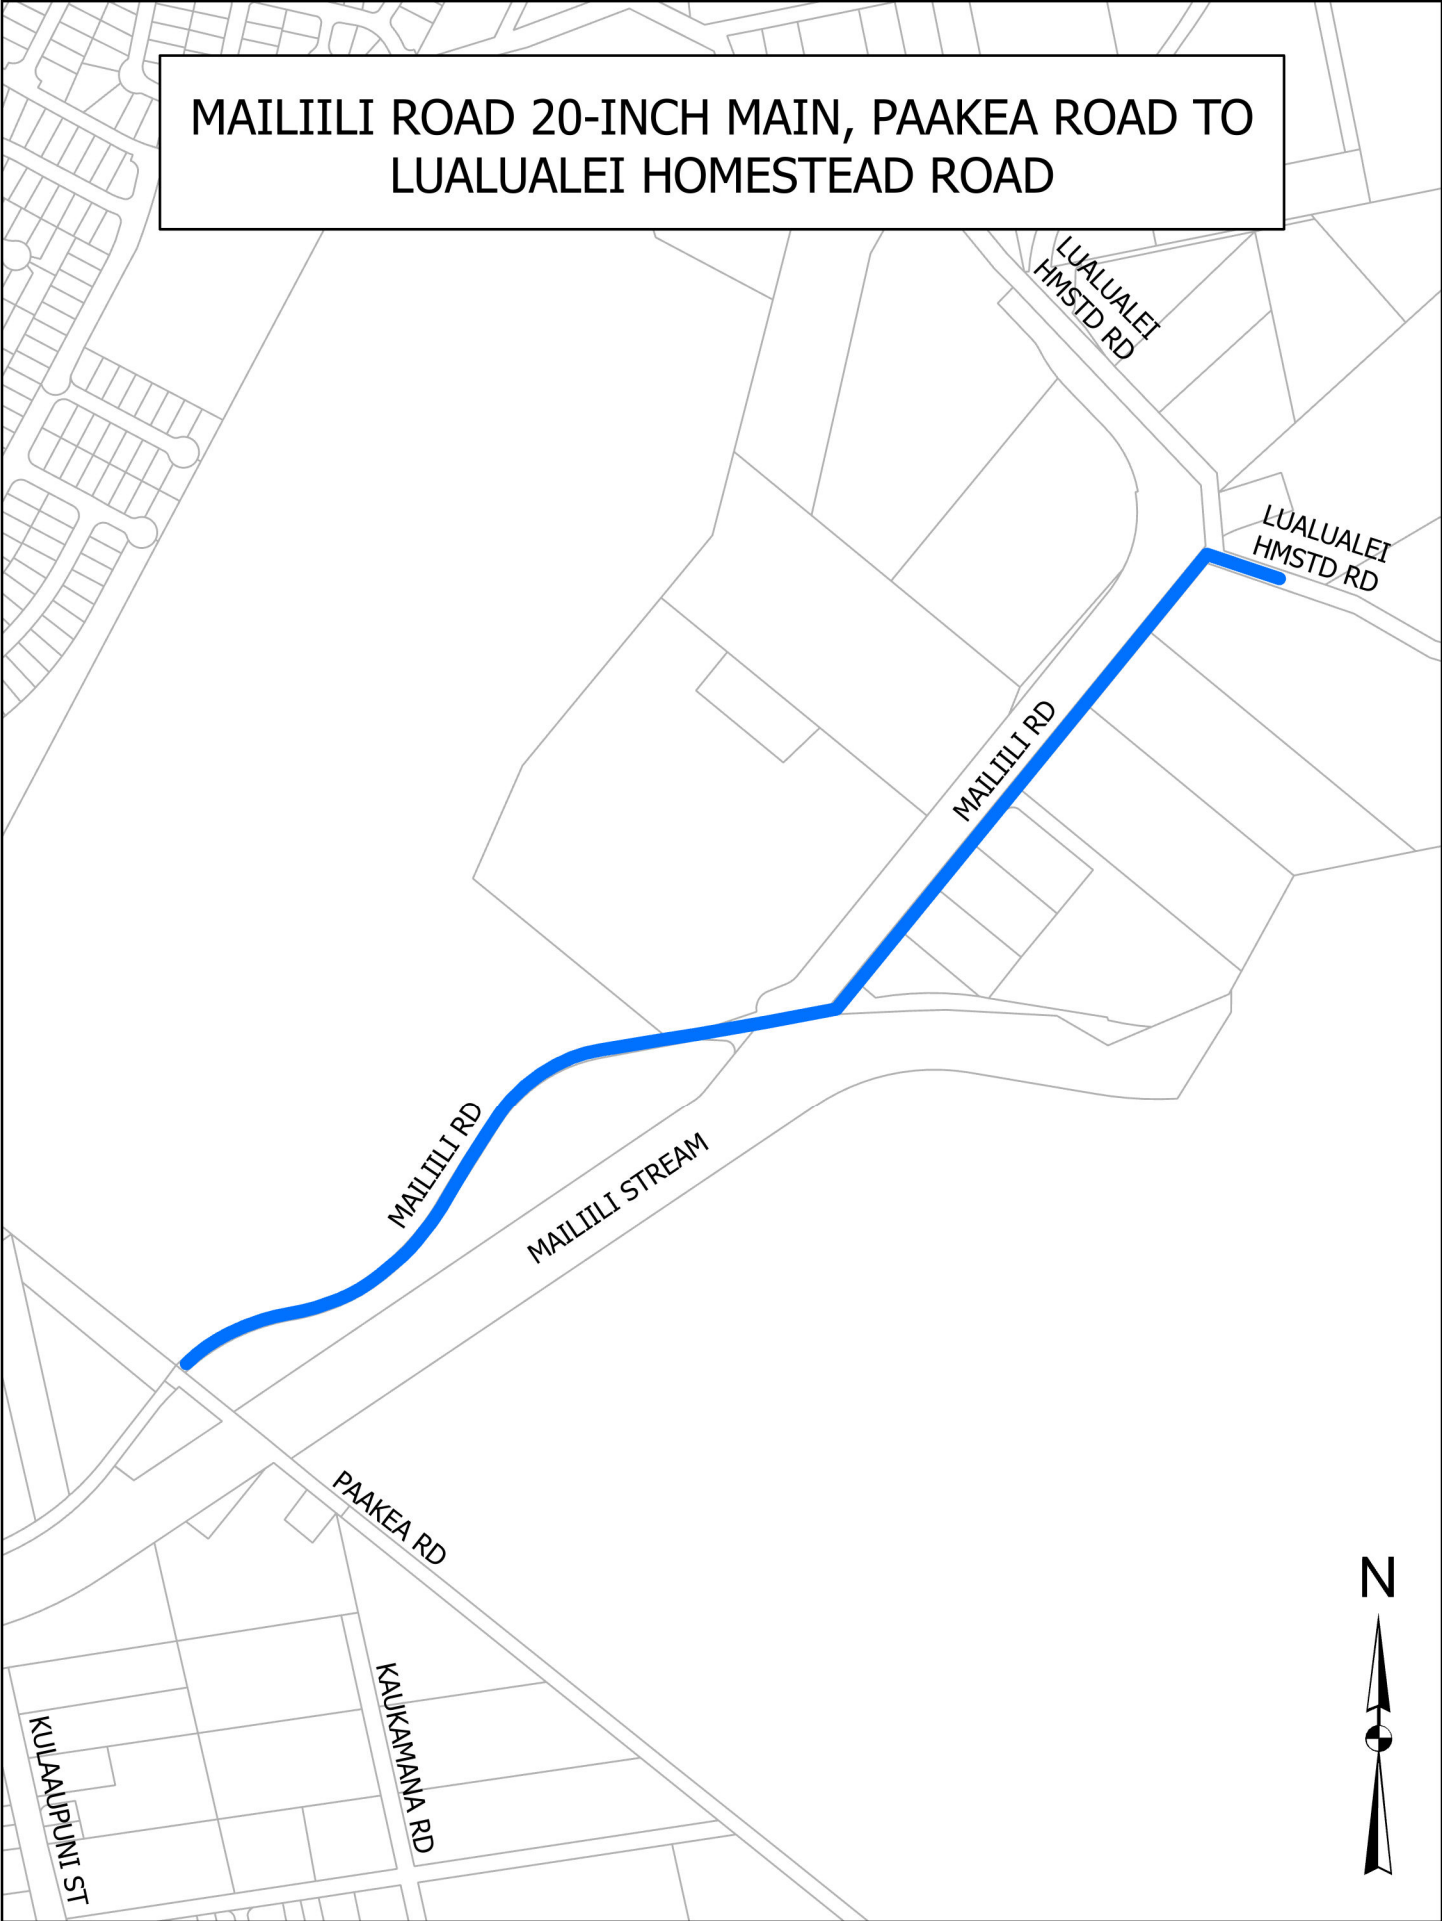 MAILIILI ROAD 20-INCH MAIN, PAAKEA ROAD TO
LUALUALEI HOMESTEAD ROAD
LUALUALEI
HMSTD RD
LUALUALEI
HMSTD RD
MAILIILI RD
MAILIILI RD
MAILIILI STREAM
PAAKEA RD
N
KAUKAMANA RD
KULAAUPUNI ST